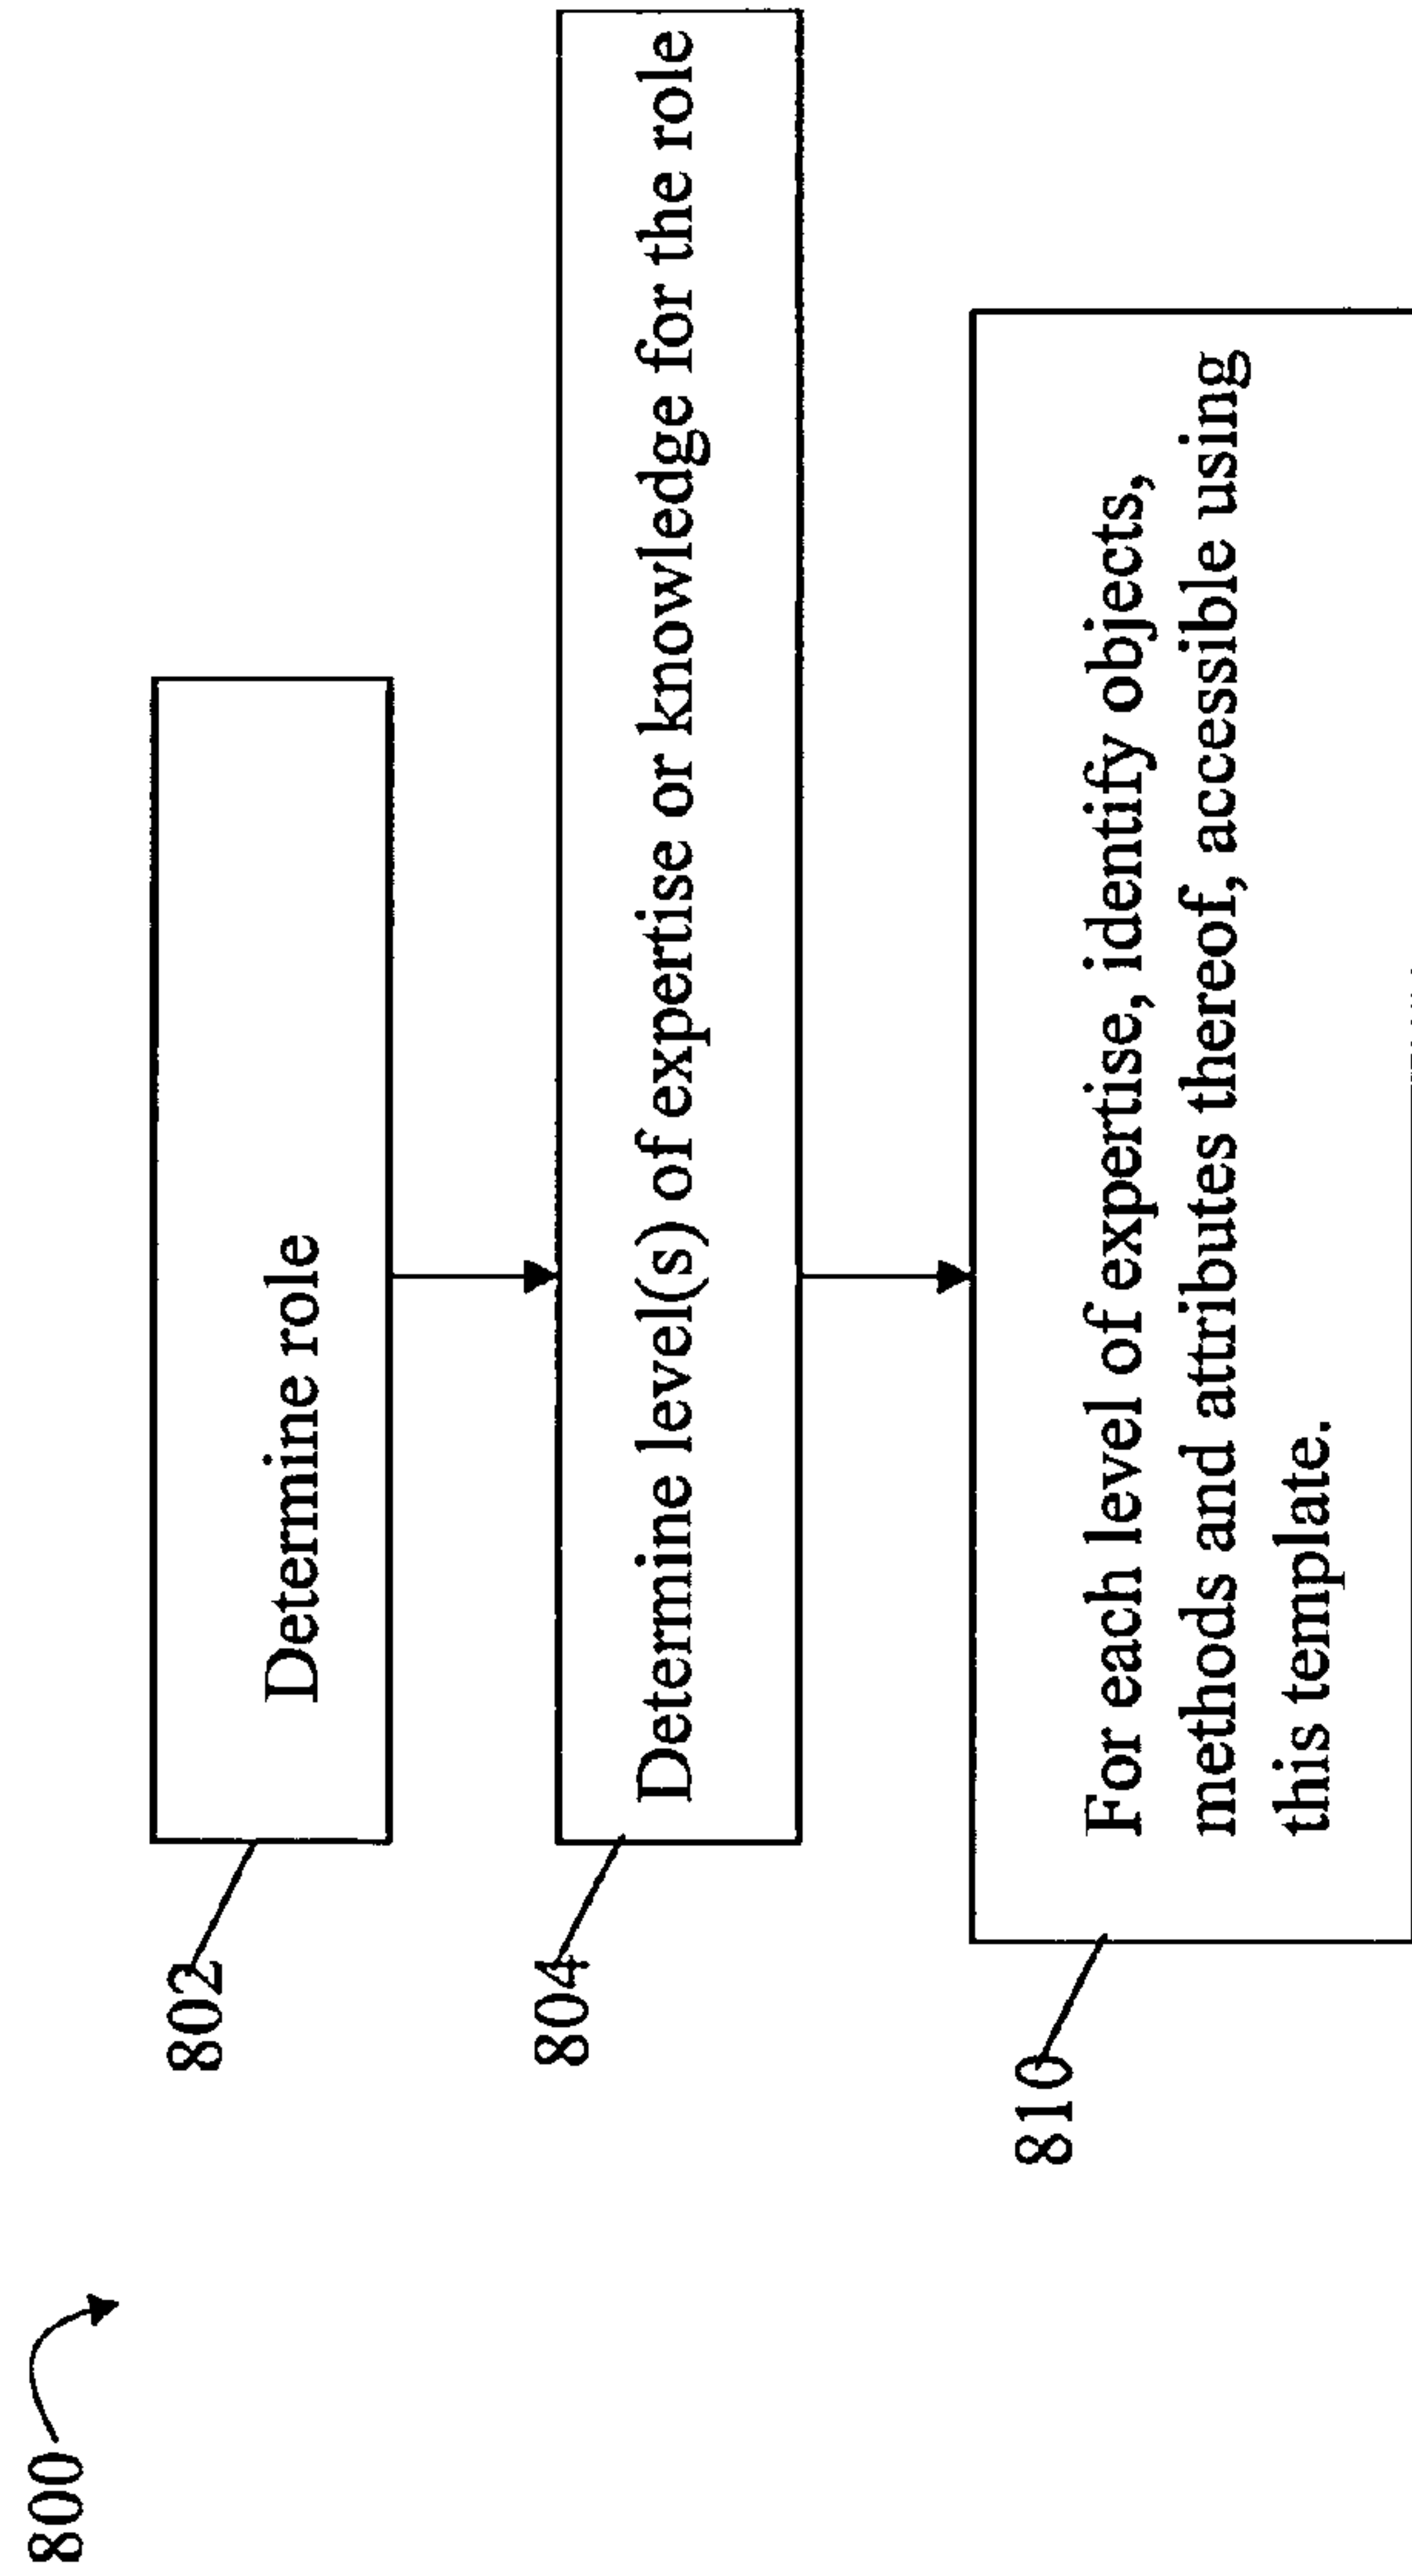 800
802
Determine role
804
Determine level(s) of expertise or knowledge for the role
810
For each level of expertise, identify objects,
methods and attributes thereof, accessible using
this template.